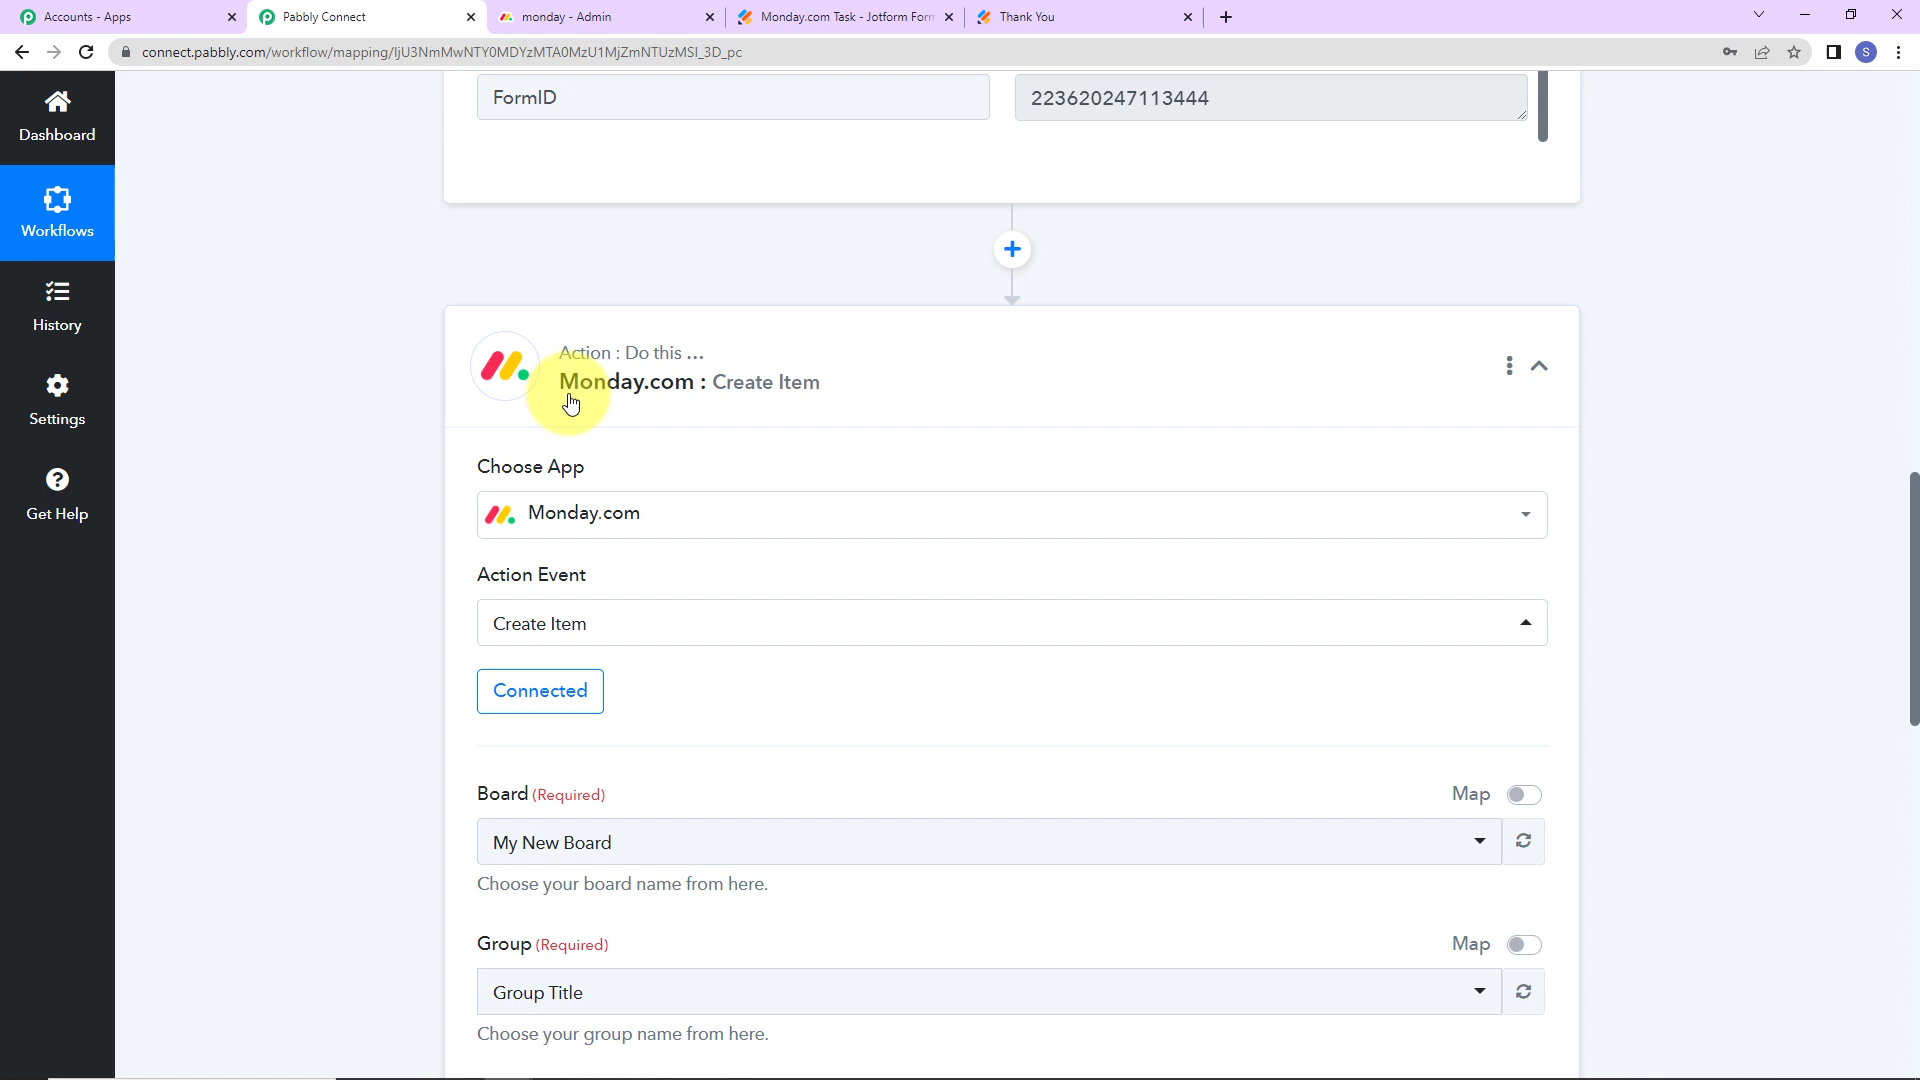 Accounts - Apps
Pabbly Connect
monday - Admin
Monday.com Task - Jotform Form
Thank You
connect.pabbly.com/workflow/mapping/IjU3NmMwNTY0MDYzMTA0MzU1MjZmNTUzMSI_3D_pc
S
Dashboard
Workflows
History
Settings
Get Help
FormID
223620247113444
Action : Do this ...
Monday.com : Create Item
Choose App
Monday.com
Action Event
Create Item
Connected
Board (Required)
Map
My New Board
Choose your board name from here.
Group (Required)
Map
Group Title
Choose your group name from here.